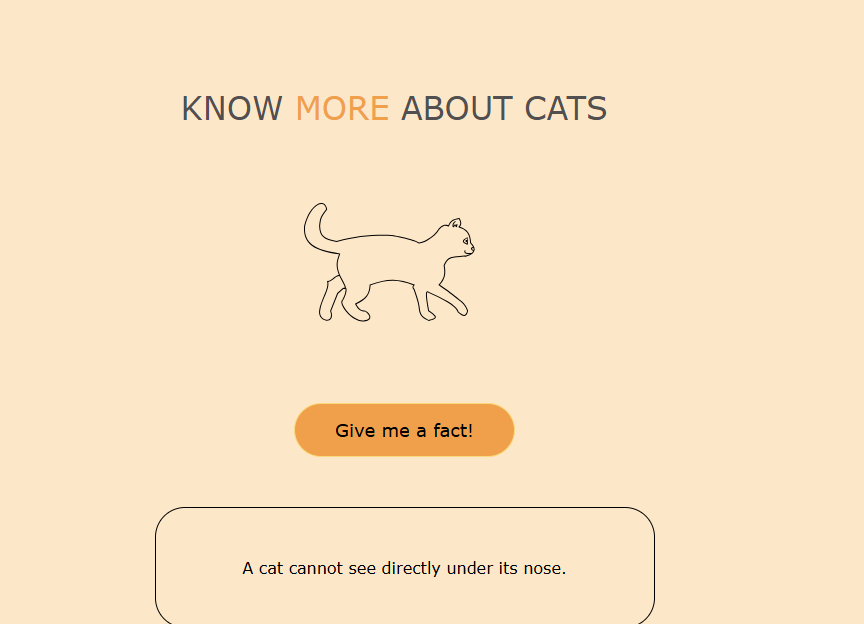 KNOW MORE ABOUT CATS
Give me a fact!
A cat cannot see directly under its nose.